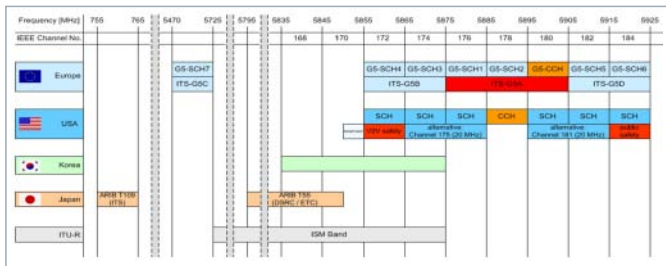 Frequency [MHz] 755 765 5470 5725 5795 5835 5845 5855 5865 5875 5885 5895 5905 5915 5925
IEEE Channel No. 168 170 172 174 176 178 180 182 184
Europe G5-SCH7 G5-SCH4 G5-SCH3 G5-SCH1 G5-SCH2 G5-CCH G5-SCH5 G5-SCH6
ITS-G5C ITS-G5B ITS-G5A ITS-G5D
USA SCH SCH SCH CCH SCH SCH SCH
V2V safety alternative Channel 175 (20 MHz) alternative Channel 181 (20 MHz) public safety
Korea
Japan ARIB T109 (ITS) ARIB T55 (DSRC / ETC)
ITU-R ISM Band